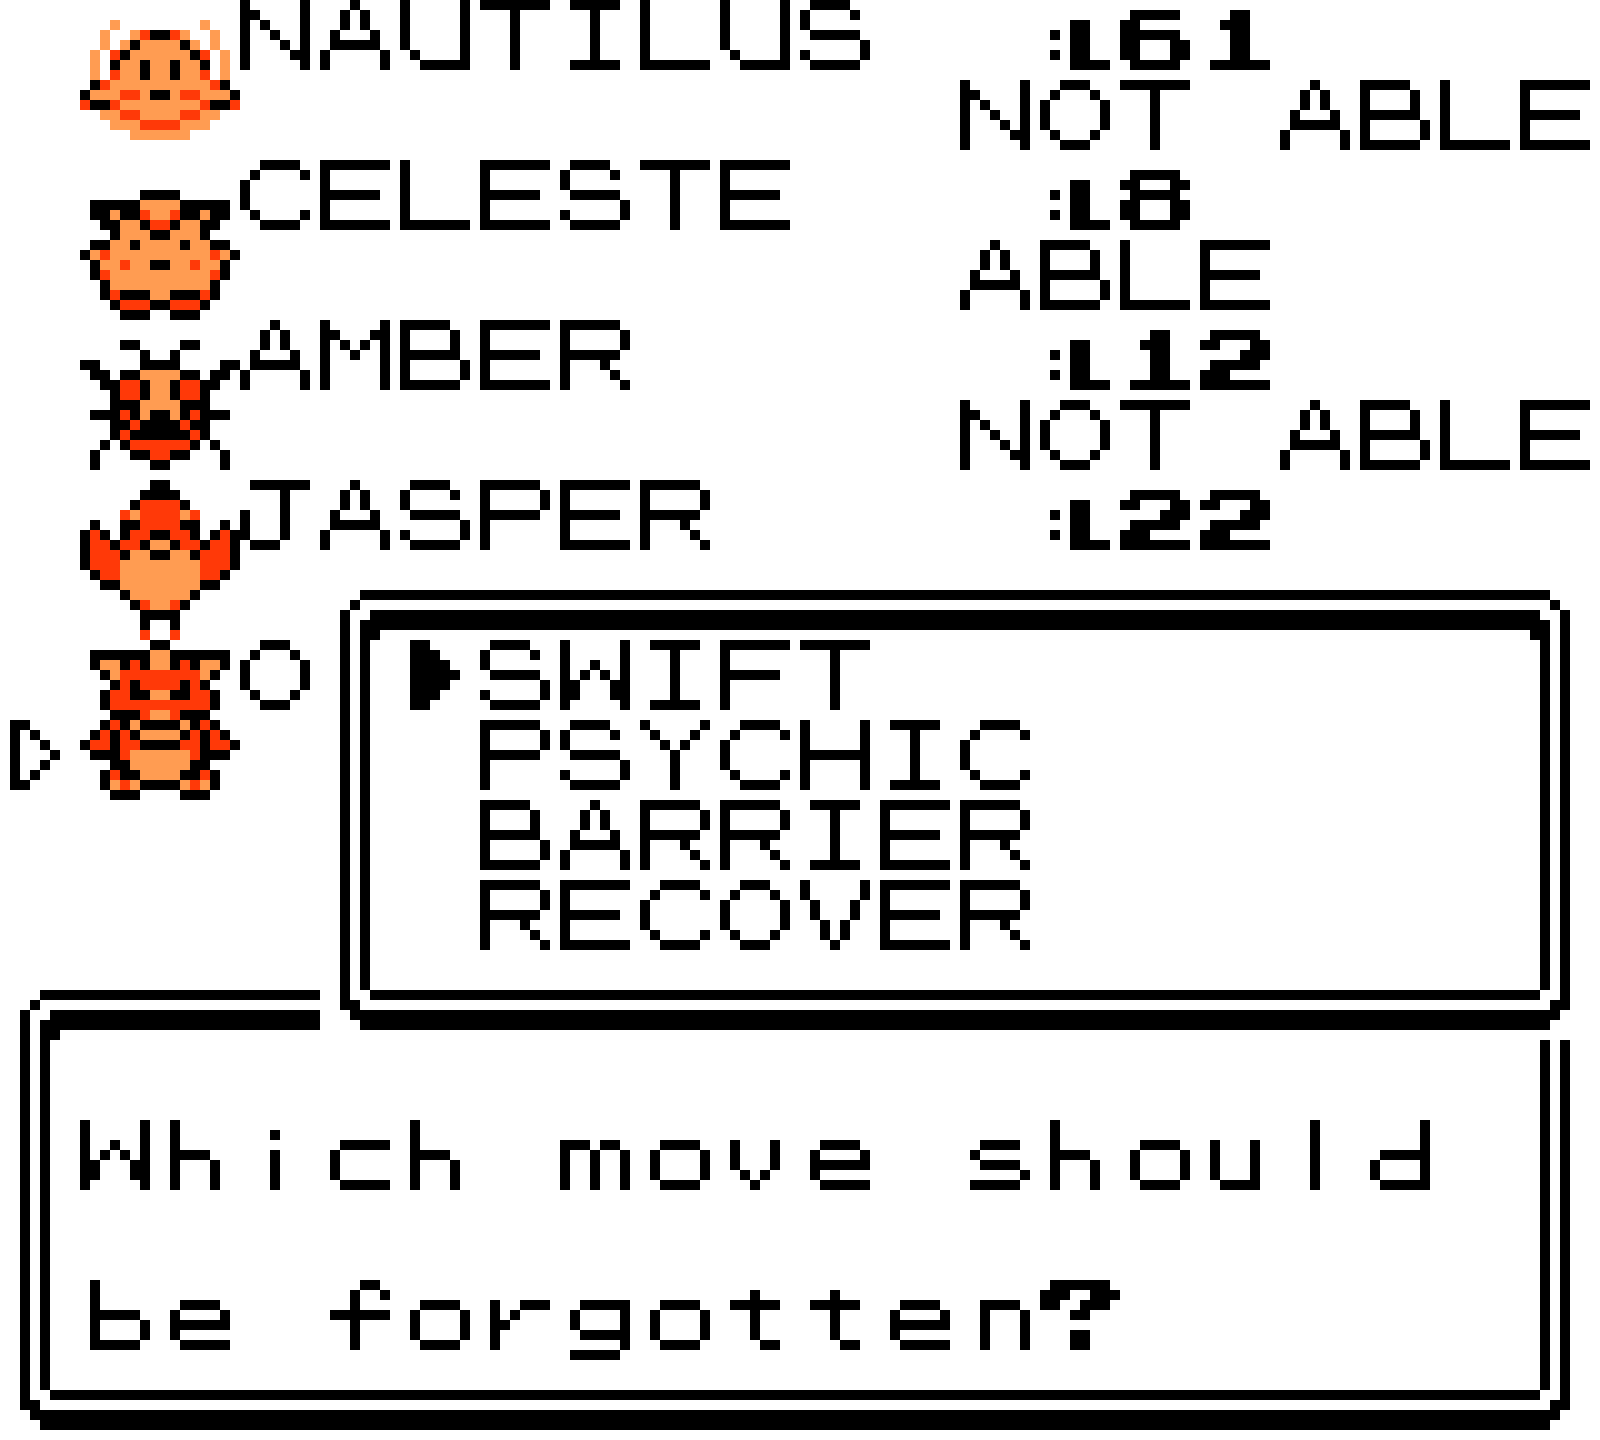 NAUTILUS :L61
NOT ABLE
CELESTE :L8
ABLE
AMBER :L12
NOT ABLE
JASPER :L22
O
SWIFT
PSYCHIC
BARRIER
RECOVER
Which move should
be forgotten?